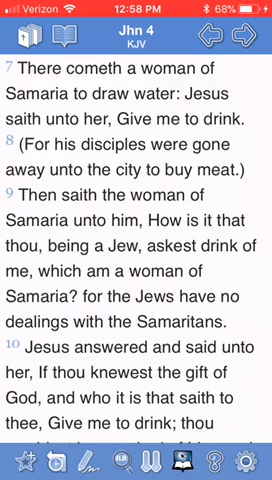 Verizon 12:58 PM 68%
Jhn 4
KJV
7 There cometh a woman of
Samaria to draw water: Jesus
saith unto her, Give me to drink.
8 (For his disciples were gone
away unto the city to buy meat.)
9 Then saith the woman of
Samaria unto him, How is it that
thou, being a Jew, askest drink of
me, which am a woman of
Samaria? for the Jews have no
dealings with the Samaritans.
10 Jesus answered and said unto
her, If thou knewest the gift of
God, and who it is that saith to
thee, Give me to drink; thou
BLB